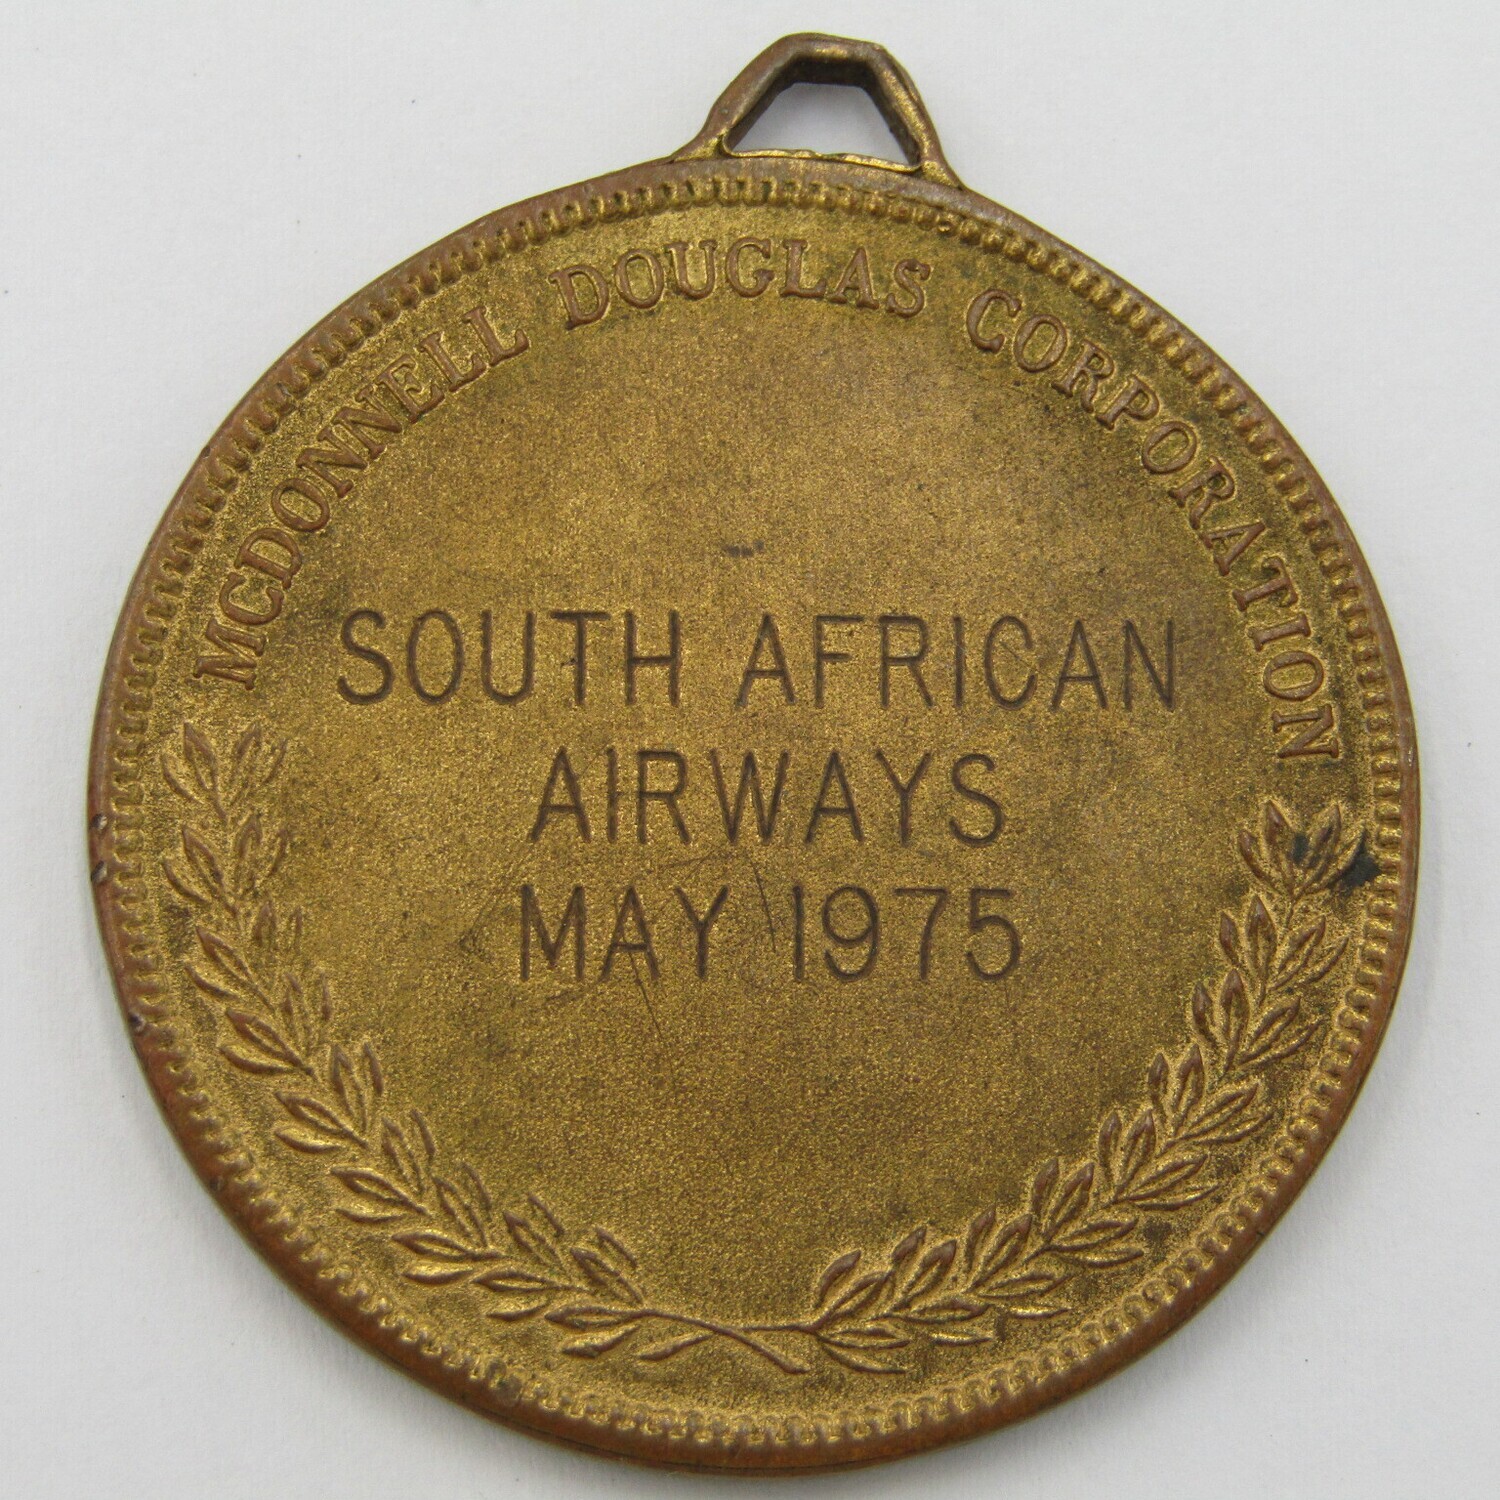 MCDONNELL DOUGLAS CORPORATION
SOUTH AFRICAN
AIRWAYS
MAY 1975